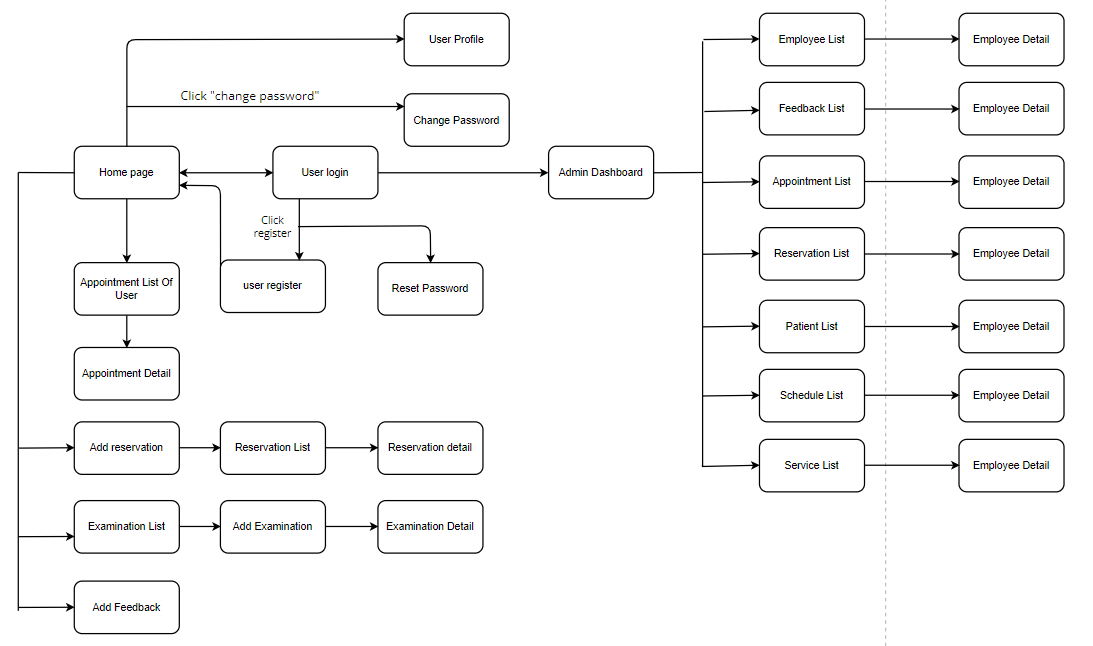 User Profile
Employee List
Employee Detail
Click "change password"
Change Password
Feedback List
Employee Detail
Home page
User login
Admin Dashboard
Appointment List
Employee Detail
Click
register
Appointment List Of
User
user register
Reset Password
Reservation List
Employee Detail
Patient List
Employee Detail
Appointment Detail
Schedule List
Employee Detail
Add reservation
Reservation List
Reservation detail
Service List
Employee Detail
Examination List
Add Examination
Examination Detail
Add Feedback